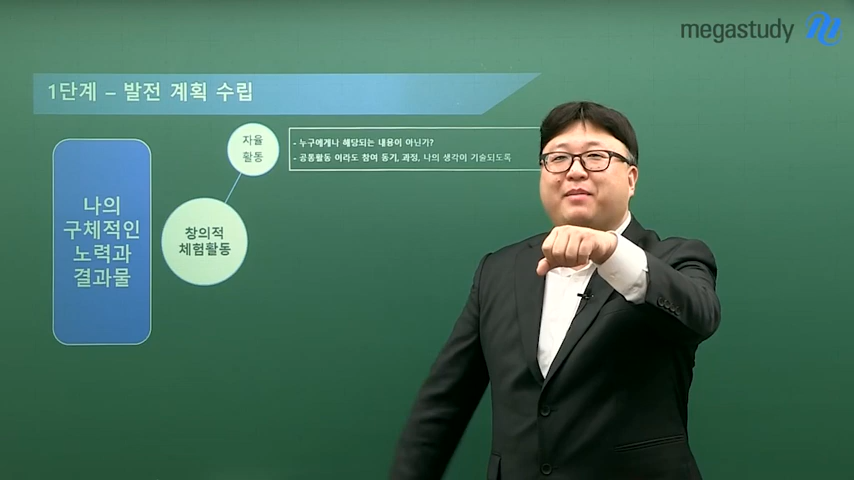 megastudy
1단계 – 발전 계획 수립
자율
활동
- 누구에게나 해당되는 내용이 아닌가?
- 공통활동 이라도 참여 동기, 과정, 나의 생각이 기술되도록
나의
구체적인
노력과
결과물
창의적
체험활동